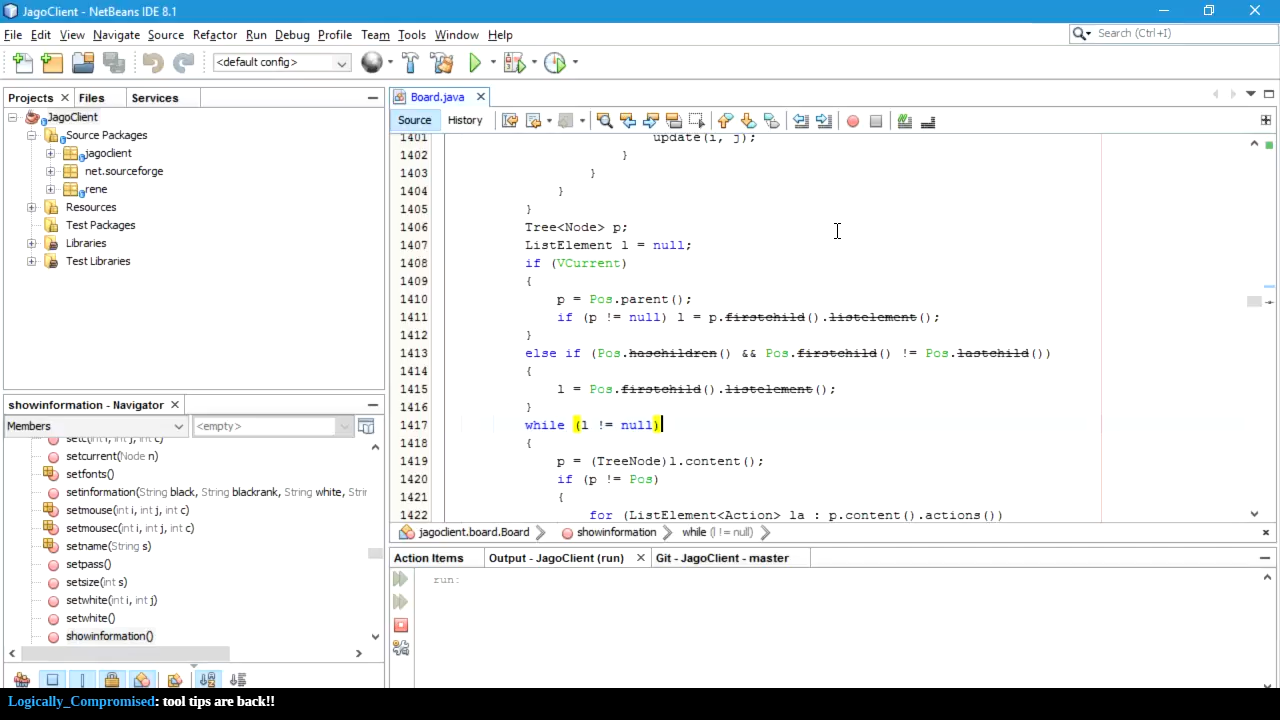 JagoClient - NetBeans IDE 8.1
File Edit View Navigate Source Refactor Run Debug Profile Team Tools Window Help
Search (Ctrl+I)
<default config>
Projects Files Services
JagoClient
Source Packages
jagoclient
net.sourceforge
rene
Resources
Test Packages
Libraries
Test Libraries
showinformation - Navigator
Members <empty>
setc(int i, int j, int c)
setcurrent(Node n)
setfonts()
setinformation(String black, String blackrank, String white, Stri
setmouse(int i, int j, int c)
setmousec(int i, int j, int c)
setname(String s)
setpass()
setsize(int s)
setwhite(int i, int j)
setwhite()
showinformation()
Board.java
Source History
1401 update(i, j);
1402 }
1403 }
1404 }
1405 }
1406 Tree<Node> p;
1407 ListElement l = null;
1408 if (VCurrent)
1409 {
1410 p = Pos.parent();
1411 if (p != null) l = p.firstchild().listelement();
1412 }
1413 else if (Pos.haschildren() && Pos.firstchild() != Pos.lastchild())
1414 {
1415 l = Pos.firstchild().listelement();
1416 }
1417 while (l != null)
1418 {
1419 p = (TreeNode)l.content();
1420 if (p != Pos)
1421 {
1422 for (ListElement<Action> la : p.content().actions())
jagoclient.board.Board showinformation while (l != null)
Action Items Output - JagoClient (run) Git - JagoClient - master
run:
Logically_Compromised: tool tips are back!!